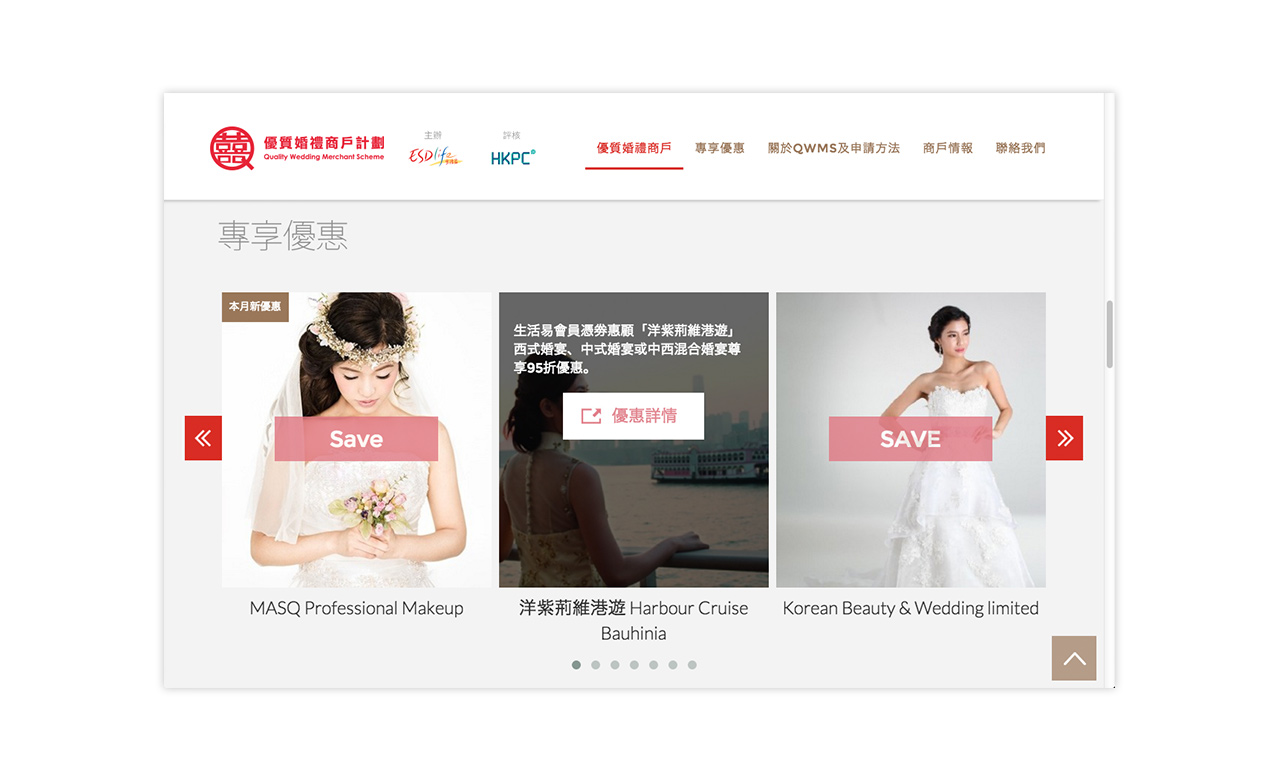 優質婚禮商戶計劃
Quality Wedding Merchant Scheme
主辦
ESDlife
評核
HKPC
優質婚禮商戶
專享優惠
關於QWMS及申請方法
商戶情報
聯絡我們
專享優惠
本月新優惠
Save
生活易會員憑券惠顧「洋紫荊維港遊」
西式婚宴、中式婚宴或中西混合婚宴尊
享95折優惠。
優惠詳情
SAVE
MASQ Professional Makeup
洋紫荊維港遊 Harbour Cruise
Bauhinia
Korean Beauty & Wedding limited